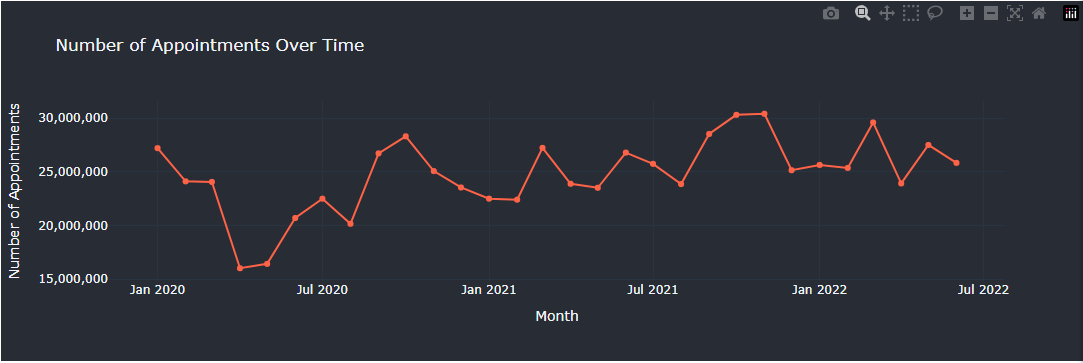 Number of Appointments Over Time
Number of Appointments
30,000,000
25,000,000
20,000,000
15,000,000
Jan 2020
Jul 2020
Jan 2021
Jul 2021
Jan 2022
Jul 2022
Month